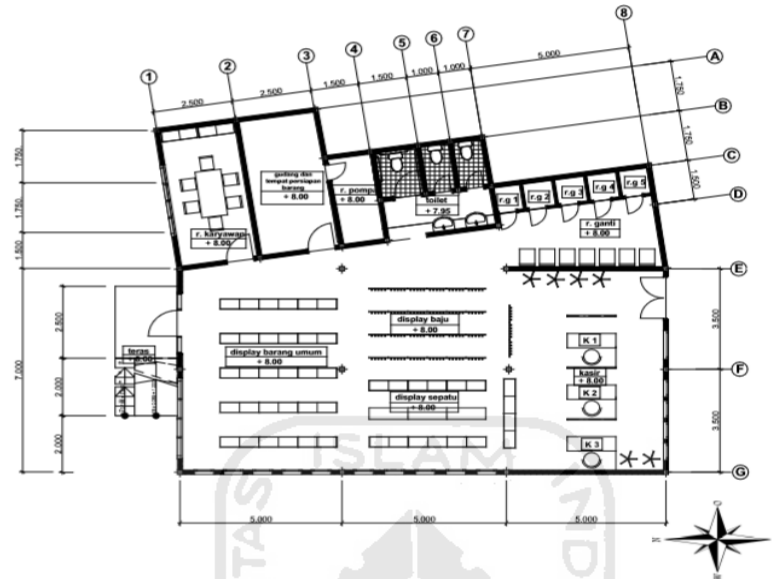 8
7
6
5
4
3
2
1
A
B
C
D
E
F
G
5.000
1.000
1.000
1.500
1.500
2.500
2.500
1.750
1.750
1.500
1.750
1.750
1.500
7.000
2.500
2.000
2.000
3.500
3.500
gudang dan
tempat persiapan
barang
+ 8.00
r. pompa
+ 8.00
toilet
+ 7.95
r.g 1
r.g 2
r.g 3
r.g 4
r.g 5
r. ganti
+ 8.00
r. karyawan
+ 8.00
display baju
+ 8.00
display barang umum
+ 8.00
display sepatu
+ 8.00
teras
+ 8.00
K 1
kasir
+ 8.00
K 2
K 3
5.000
5.000
5.000
ISLAM